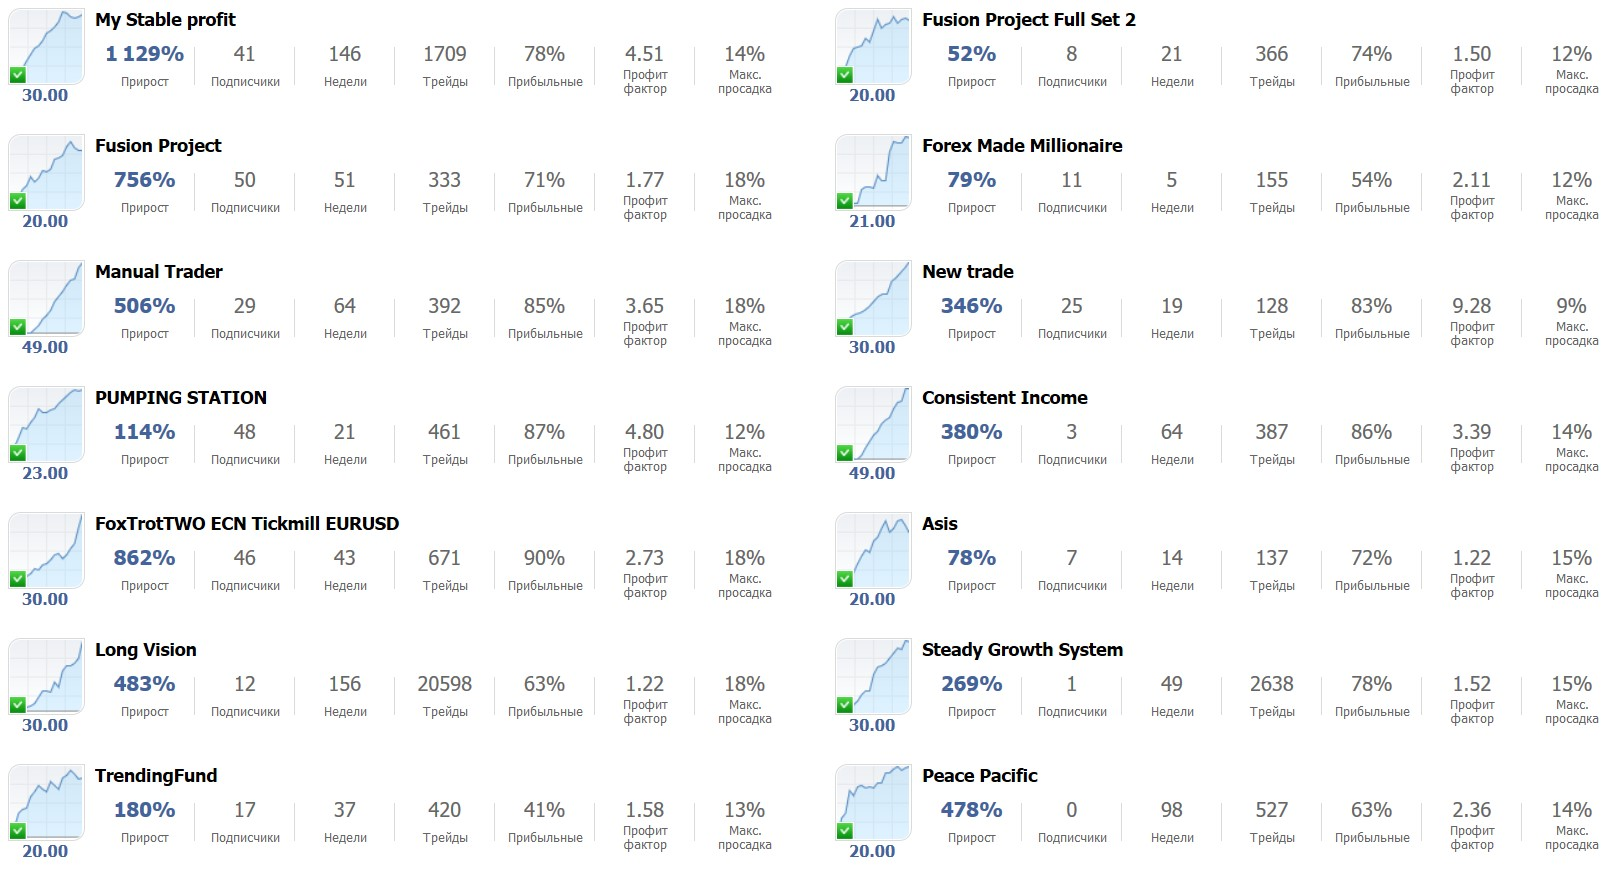 My Stable profit
1 129% 41 146 1709 78% 4.51 14%
Прирост Подписчики Недели Трейды Прибыльные Профит фактор Макс. просадка
30.00
Fusion Project Full Set 2
52% 8 21 366 74% 1.50 12%
Прирост Подписчики Недели Трейды Прибыльные Профит фактор Макс. просадка
20.00
Fusion Project
756% 50 51 333 71% 1.77 18%
Прирост Подписчики Недели Трейды Прибыльные Профит фактор Макс. просадка
20.00
Forex Made Millionaire
79% 11 5 155 54% 2.11 12%
Прирост Подписчики Недели Трейды Прибыльные Профит фактор Макс. просадка
21.00
Manual Trader
506% 29 64 392 85% 3.65 18%
Прирост Подписчики Недели Трейды Прибыльные Профит фактор Макс. просадка
49.00
New trade
346% 25 19 128 83% 9.28 9%
Прирост Подписчики Недели Трейды Прибыльные Профит фактор Макс. просадка
30.00
PUMPING STATION
114% 48 21 461 87% 4.80 12%
Прирост Подписчики Недели Трейды Прибыльные Профит фактор Макс. просадка
23.00
Consistent Income
380% 3 64 387 86% 3.39 14%
Прирост Подписчики Недели Трейды Прибыльные Профит фактор Макс. просадка
49.00
FoxTrotTWO ECN Tickmill EURUSD
862% 46 43 671 90% 2.73 18%
Прирост Подписчики Недели Трейды Прибыльные Профит фактор Макс. просадка
30.00
Asis
78% 7 14 137 72% 1.22 15%
Прирост Подписчики Недели Трейды Прибыльные Профит фактор Макс. просадка
20.00
Long Vision
483% 12 156 20598 63% 1.22 18%
Прирост Подписчики Недели Трейды Прибыльные Профит фактор Макс. просадка
30.00
Steady Growth System
269% 1 49 2638 78% 1.52 15%
Прирост Подписчики Недели Трейды Прибыльные Профит фактор Макс. просадка
30.00
TrendingFund
180% 17 37 420 41% 1.58 13%
Прирост Подписчики Недели Трейды Прибыльные Профит фактор Макс. просадка
20.00
Peace Pacific
478% 0 98 527 63% 2.36 14%
Прирост Подписчики Недели Трейды Прибыльные Профит фактор Макс. просадка
20.00